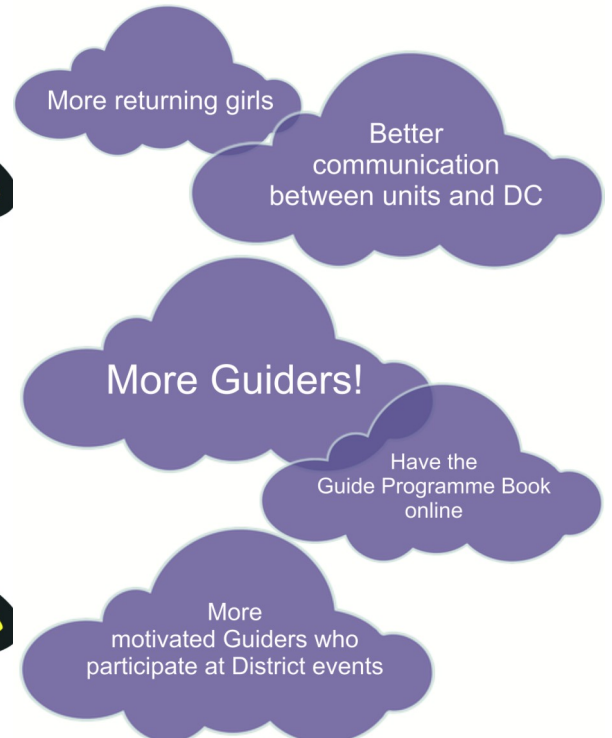 More returning girls
Better
communication
between units and DC
More Guiders!
Have the
Guide Programme Book
online
More
motivated Guiders who
participate at District events